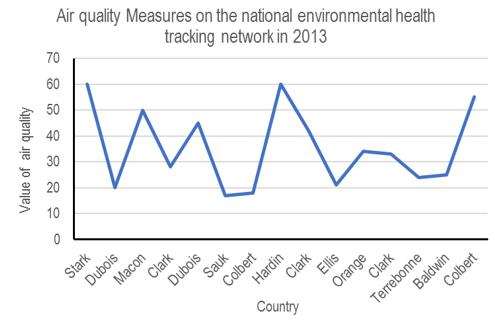 Air quality Measures on the national environmental health
tracking network in 2013
Value of air quality
70
60
50
40
30
20
10
0
Stark
Dubois
Macon
Clark
Dubois
Sauk
Colbert
Hardin
Clark
Ellis
Orange
Clark
Terrebonne
Baldwin
Colbert
Country